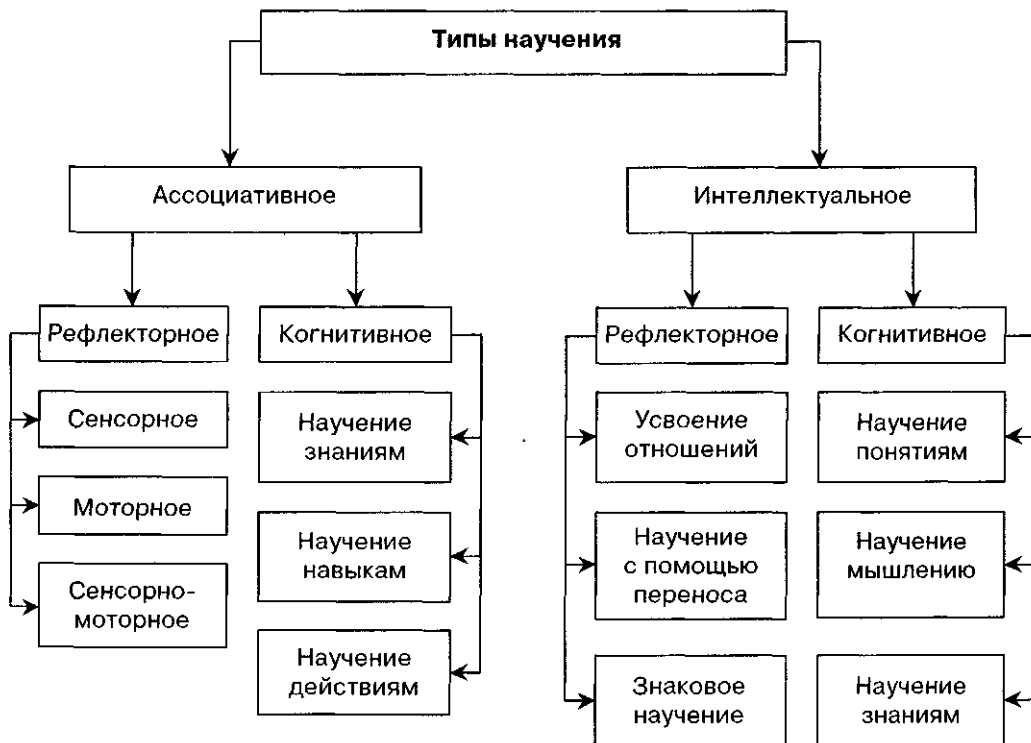 Типы научения
Ассоциативное
Рефлекторное
Сенсорное
Моторное
Сенсорно-
моторное
Когнитивное
Научение
знаниям
Научение
навыкам
Научение
действиям
Интеллектуальное
Рефлекторное
Усвоение
отношений
Научение
с помощью
переноса
Знаковое
научение
Когнитивное
Научение
понятиям
Научение
мышлению
Научение
знаниям